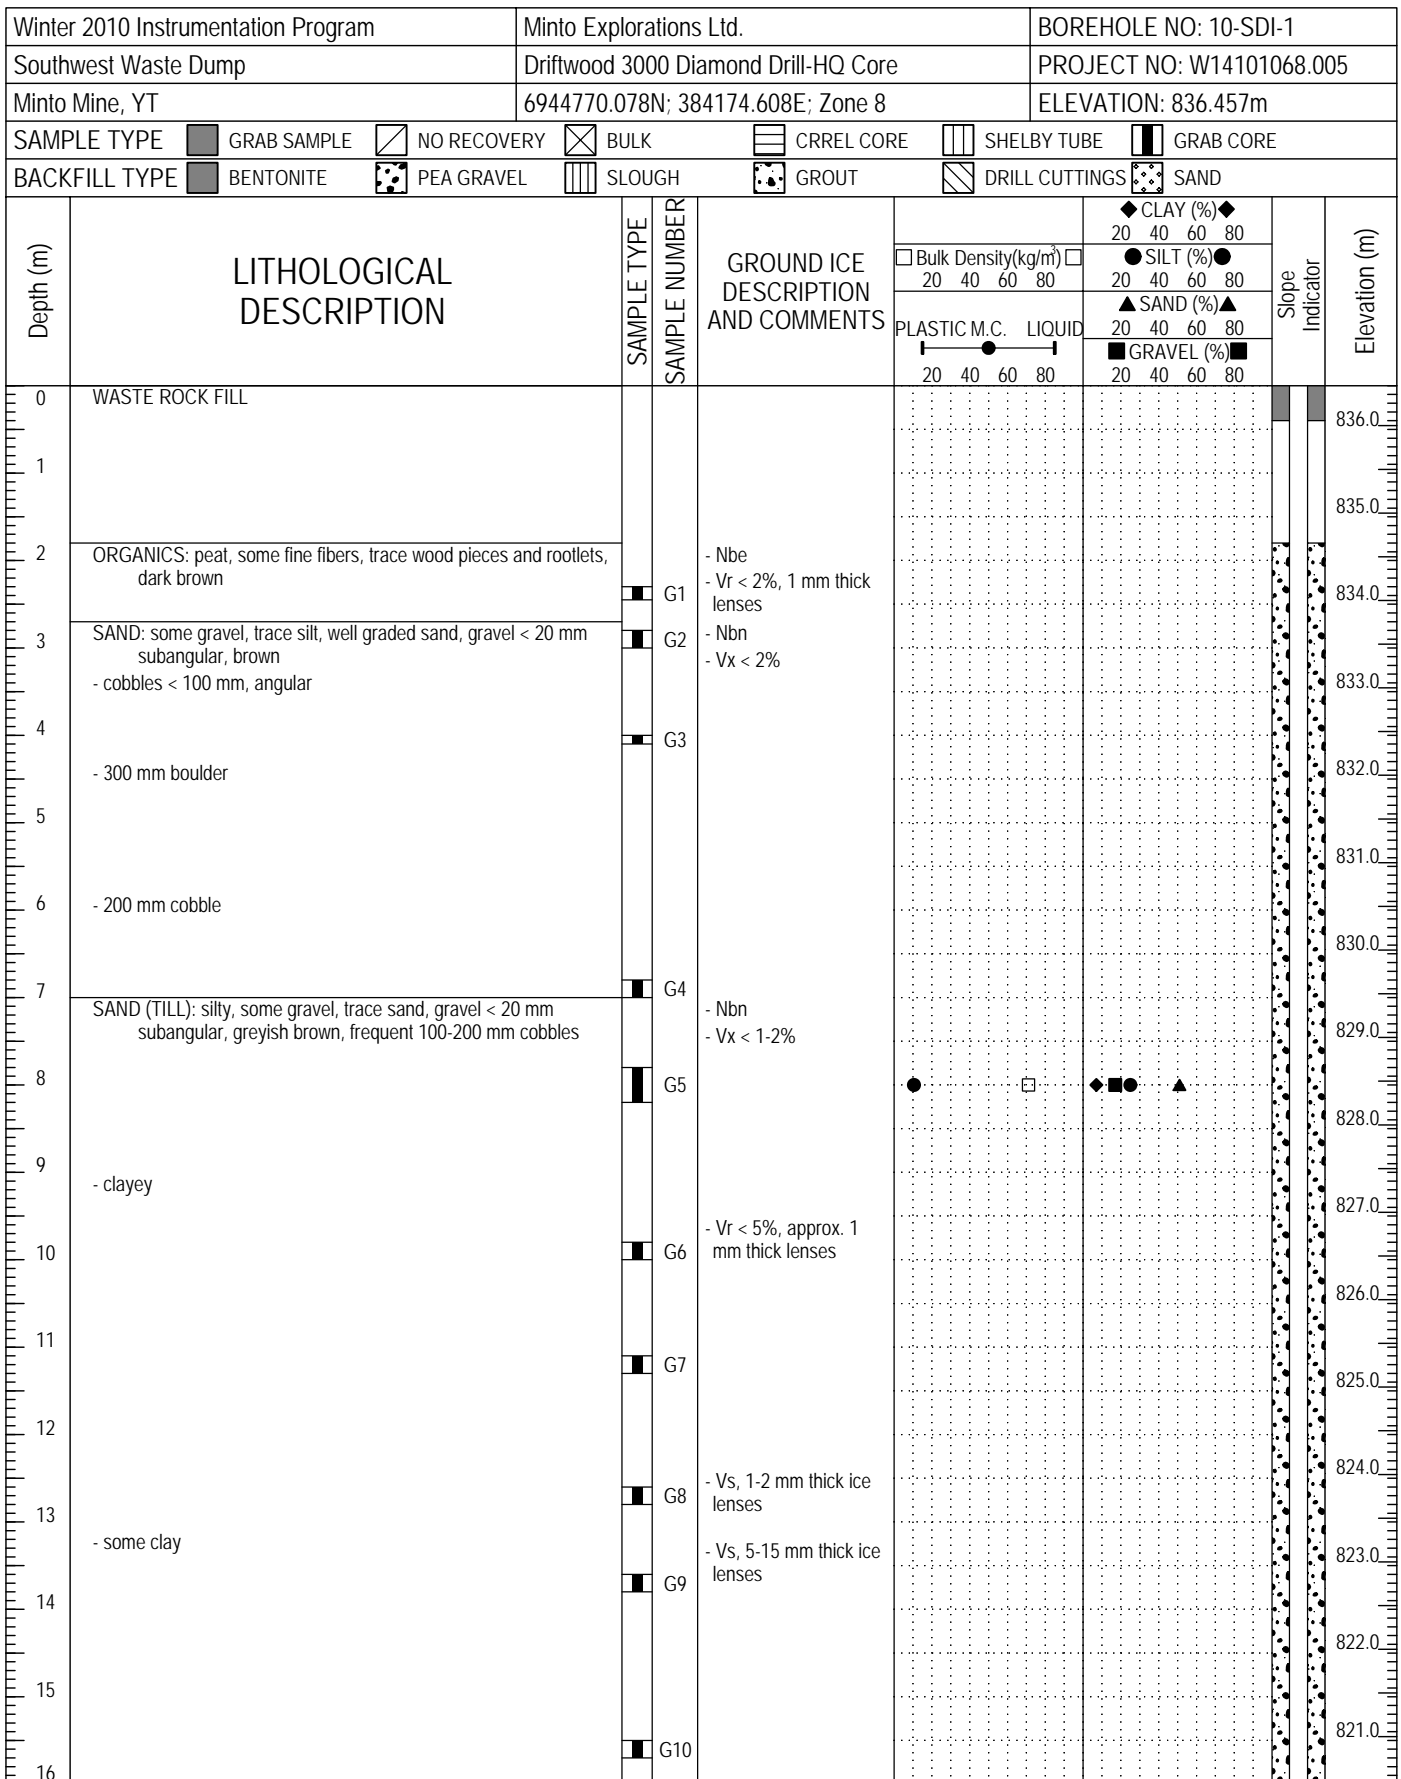 Winter 2010 Instrumentation Program
Minto Explorations Ltd.
BOREHOLE NO: 10-SDI-1
Southwest Waste Dump
Driftwood 3000 Diamond Drill-HQ Core
PROJECT NO: W14101068.005
Minto Mine, YT
6944770.078N; 384174.608E; Zone 8
ELEVATION: 836.457m
SAMPLE TYPE GRAB SAMPLE NO RECOVERY BULK CRREL CORE SHELBY TUBE GRAB CORE
BACKFILL TYPE BENTONITE PEA GRAVEL SLOUGH GROUT DRILL CUTTINGS SAND
Depth (m)
LITHOLOGICAL
DESCRIPTION
SAMPLE TYPE
SAMPLE NUMBER
GROUND ICE
DESCRIPTION
AND COMMENTS
Bulk Density(kg/m³)
20 40 60 80
PLASTIC M.C. LIQUID
20 40 60 80
CLAY (%)
20 40 60 80
SILT (%)
20 40 60 80
SAND (%)
20 40 60 80
GRAVEL (%)
20 40 60 80
Slope
Indicator
Elevation (m)
0
WASTE ROCK FILL
836.0
1
835.0
2
ORGANICS: peat, some fine fibers, trace wood pieces and rootlets,
dark brown
- Nbe
- Vr < 2%, 1 mm thick
lenses
G1
834.0
3
SAND: some gravel, trace silt, well graded sand, gravel < 20 mm
subangular, brown
G2
- Nbn
- Vx < 2%
- cobbles < 100 mm, angular
833.0
4
G3
- 300 mm boulder
832.0
5
831.0
6
- 200 mm cobble
830.0
7
G4
SAND (TILL): silty, some gravel, trace sand, gravel < 20 mm
subangular, greyish brown, frequent 100-200 mm cobbles
- Nbn
- Vx < 1-2%
829.0
8
G5
828.0
9
- clayey
827.0
- Vr < 5%, approx. 1
mm thick lenses
10
G6
826.0
11
G7
825.0
12
824.0
- Vs, 1-2 mm thick ice
lenses
G8
13
- some clay
- Vs, 5-15 mm thick ice
lenses
823.0
G9
14
822.0
15
821.0
G10
16